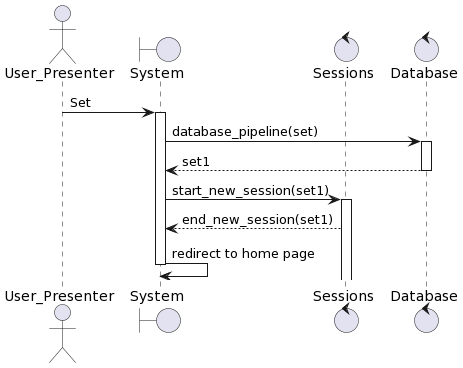 User_Presenter System Sessions Database
Set
database_pipeline(set)
set1
start_new_session(set1)
end_new_session(set1)
redirect to home page
User_Presenter System Sessions Database